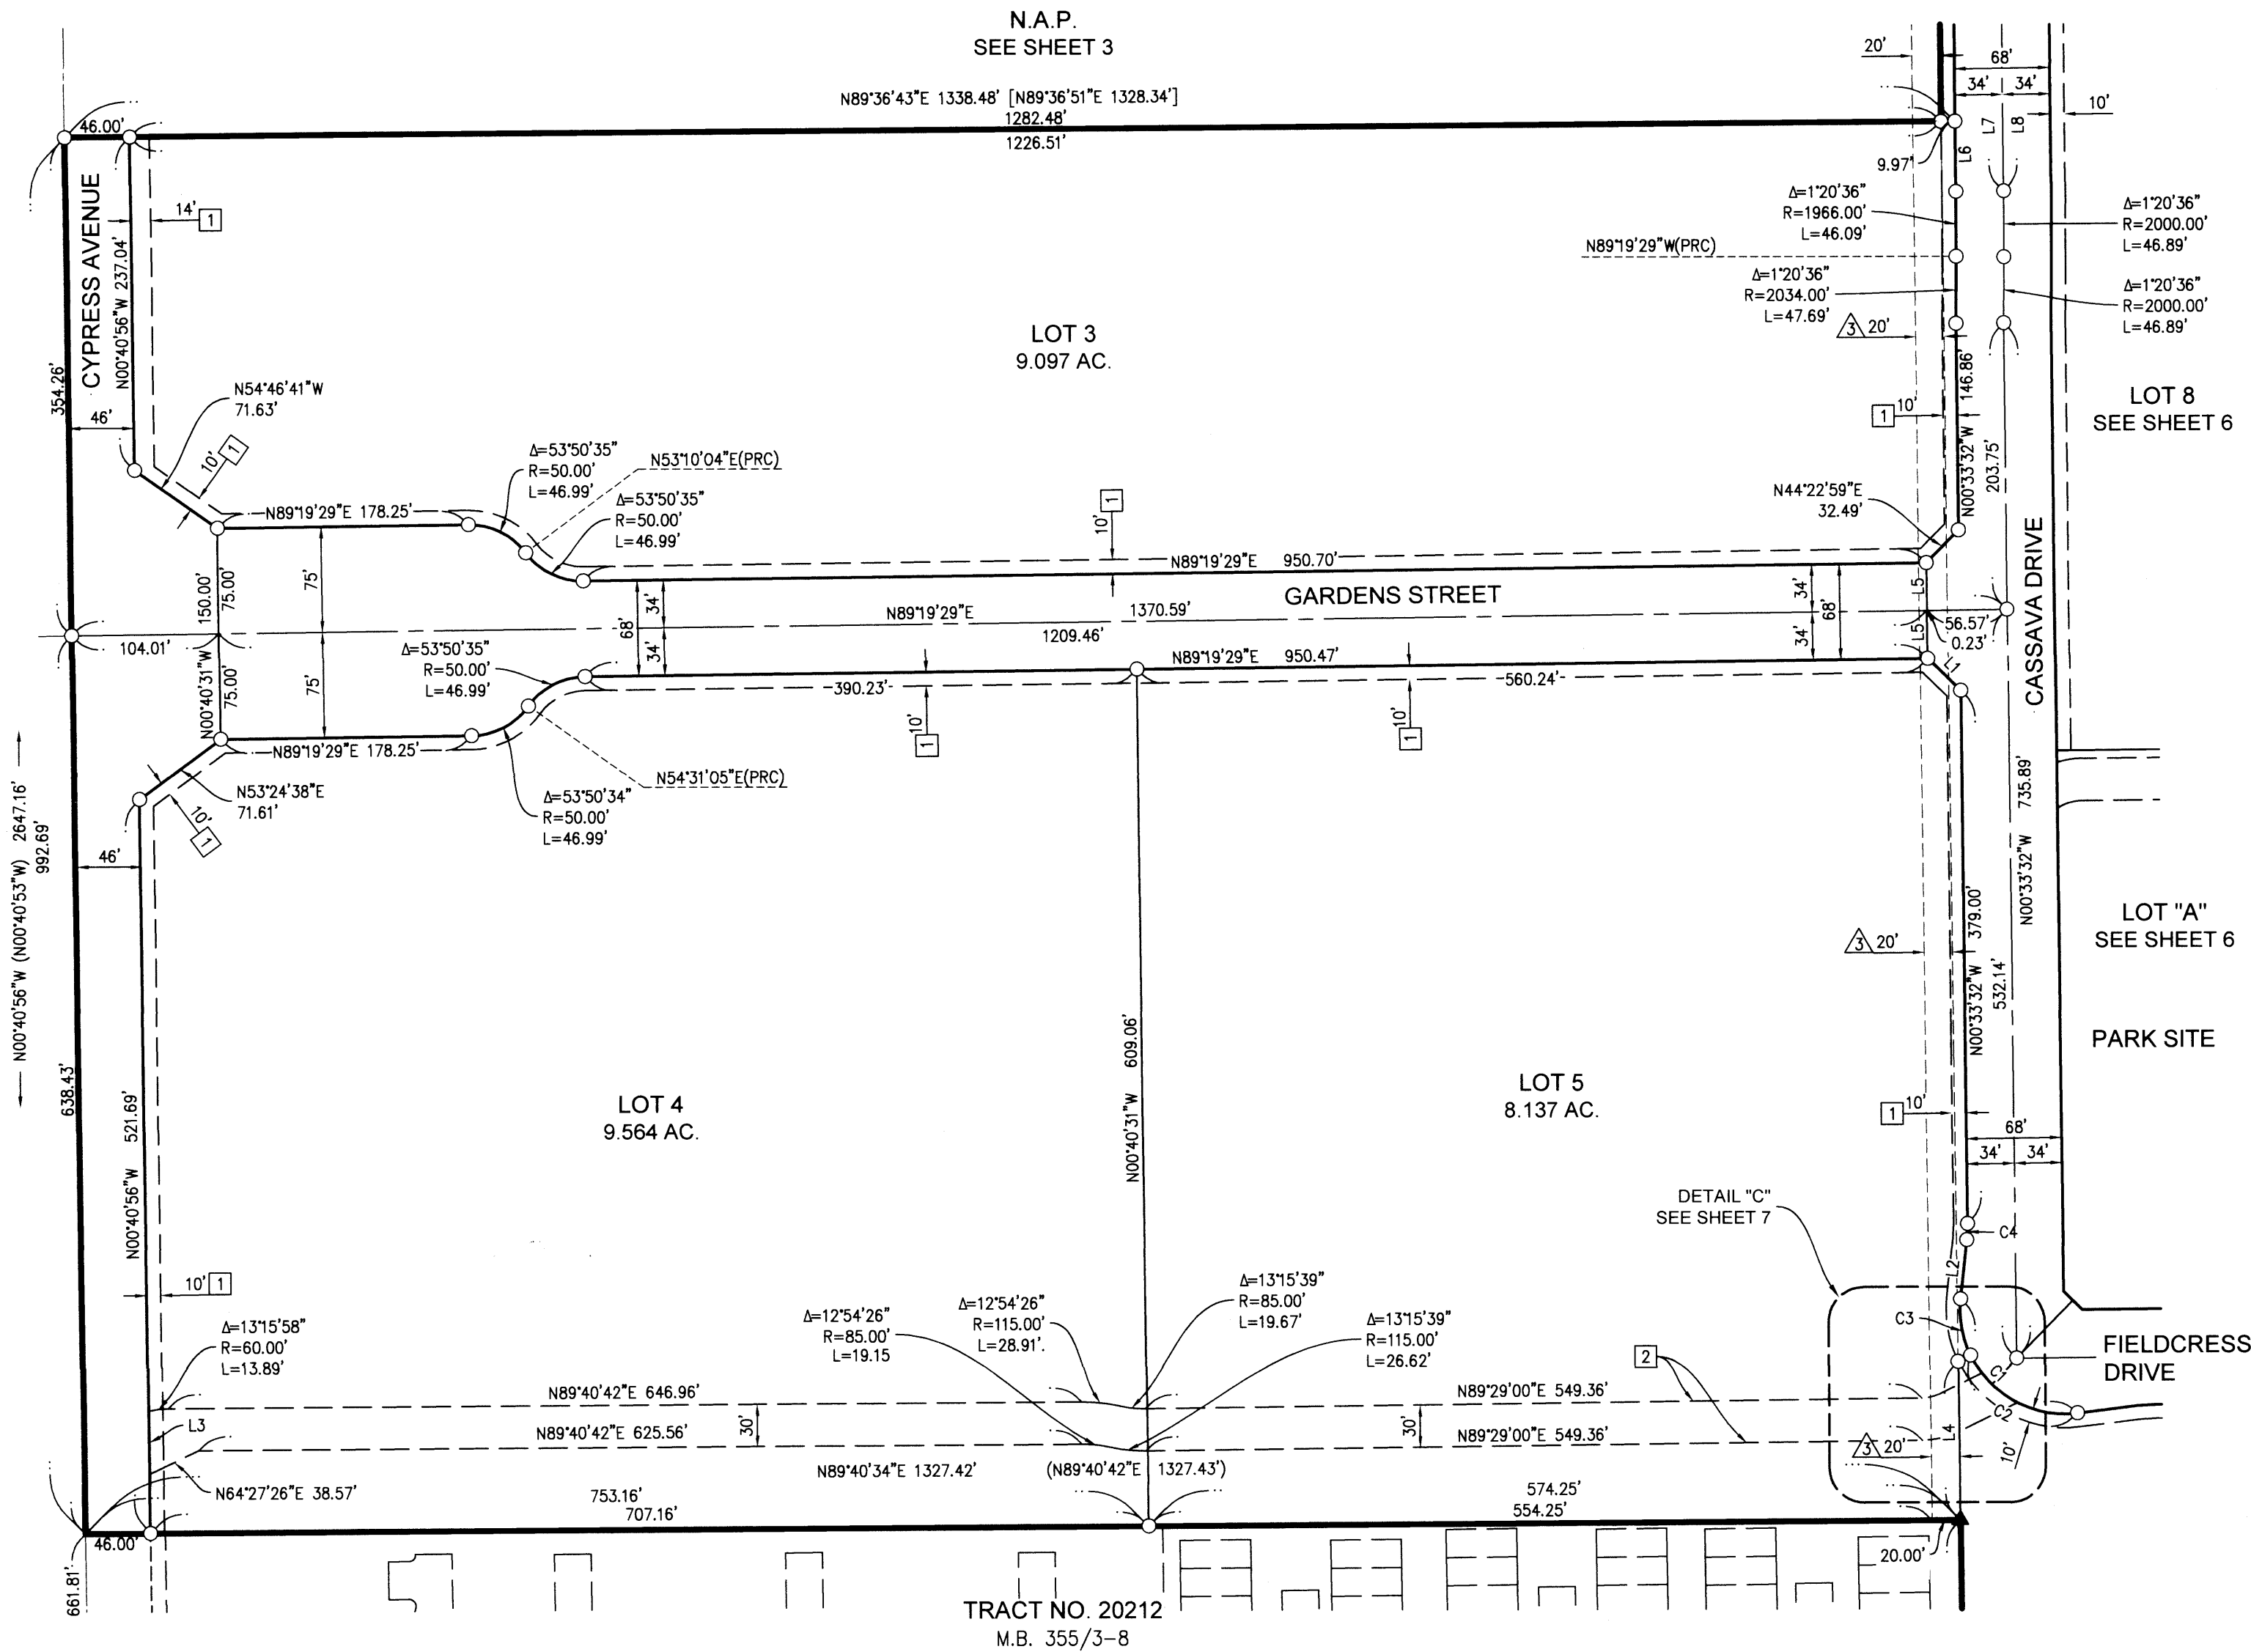 N.A.P.
SEE SHEET 3
N89°36'43"E 1338.48' [N89°36'51"E 1328.34']
1282.48'
1226.51'
46.00'
20'
68'
34'
34'
10'
L7
L8
L6
9.97'
CYPRESS AVENUE
N00°40'56"W 237.04'
14'
1
354.26'
46'
N54°46'41"W
71.63'
10'
1
LOT 3
9.097 AC.
Δ=1°20'36"
R=1966.00'
L=46.09'
N89°19'29"W(PRC)
Δ=1°20'36"
R=2034.00'
L=47.69'
3
20'
Δ=1°20'36"
R=2000.00'
L=46.89'
Δ=1°20'36"
R=2000.00'
L=46.89'
LOT 8
SEE SHEET 6
146.86'
N00°33'32"W
203.75'
1
10'
N44°22'59"E
32.49'
Δ=53°50'35"
R=50.00'
L=46.99'
N53°10'04"E(PRC)
Δ=53°50'35"
R=50.00'
L=46.99'
N89°19'29"E 178.25'
1
10'
N89°19'29"E 950.70'
GARDENS STREET
N89°19'29"E 1370.59'
1209.46'
150.00'
75.00'
75'
68'
34'
34'
34'
34'
68'
L5
L5
56.57'
0.23'
L1
CASSAVA DRIVE
104.01'
N00°40'31"W
75.00'
75'
Δ=53°50'35"
R=50.00'
L=46.99'
N89°19'29"E 950.47'
390.23'
560.24'
10'
1
10'
1
N89°19'29"E 178.25'
N54°31'05"E(PRC)
N53°24'38"E
71.61'
10'
1
Δ=53°50'34"
R=50.00'
L=46.99'
46'
N00°40'56"W (N00°40'53"W) 2647.16'
992.69'
638.43'
N00°40'56"W 521.69'
735.89'
N00°33'32"W
3
20'
379.00'
N00°33'32"W
532.14'
LOT "A"
SEE SHEET 6
PARK SITE
N00°40'31"W 609.06'
LOT 4
9.564 AC.
LOT 5
8.137 AC.
1
10'
68'
34'
34'
DETAIL "C"
SEE SHEET 7
C4
L2
C3
C1
C2
10'
L4
FIELDCRESS
DRIVE
10'
1
Δ=13°15'58"
R=60.00'
L=13.89'
L3
Δ=12°54'26"
R=85.00'
L=19.15
Δ=12°54'26"
R=115.00'
L=28.91'.
Δ=13°15'39"
R=85.00'
L=19.67'
Δ=13°15'39"
R=115.00'
L=26.62'
2
N89°40'42"E 646.96'
N89°29'00"E 549.36'
30'
30'
N89°40'42"E 625.56'
N89°29'00"E 549.36'
3
20'
N64°27'26"E 38.57'
N89°40'34"E 1327.42' (N89°40'42"E 1327.43')
753.16'
707.16'
574.25'
554.25'
46.00'
661.81'
20.00'
TRACT NO. 20212
M.B. 355/3-8